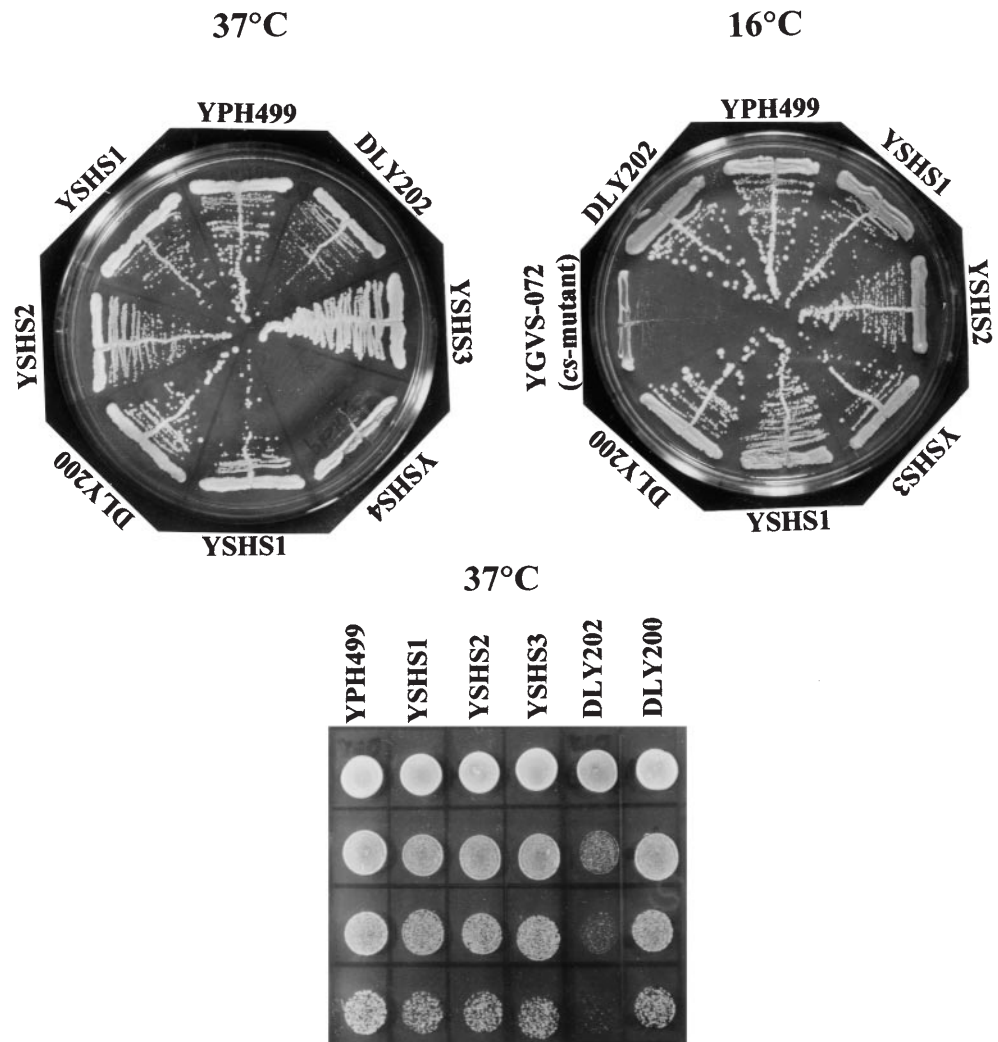 37°C
16°C
YPH499
DLY202
YSHS3
YSHS4
YSHS1
DLY200
YSHS2
YSHS1
YPH499
YSHS1
YSHS2
YSHS3
YSHS1
DLY200
YGVS-072
(cs-mutant)
DLY202
37°C
YPH499
YSHS1
YSHS2
YSHS3
DLY202
DLY200